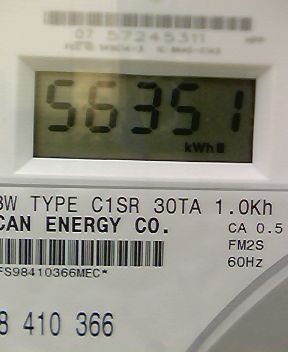 07 57245311
56351
kWh
3W TYPE C1SR 30TA 1.0Kh
CAN ENERGY CO.
CA 0.5
FM2S
FS98410366MEC*
60Hz
8 410 366